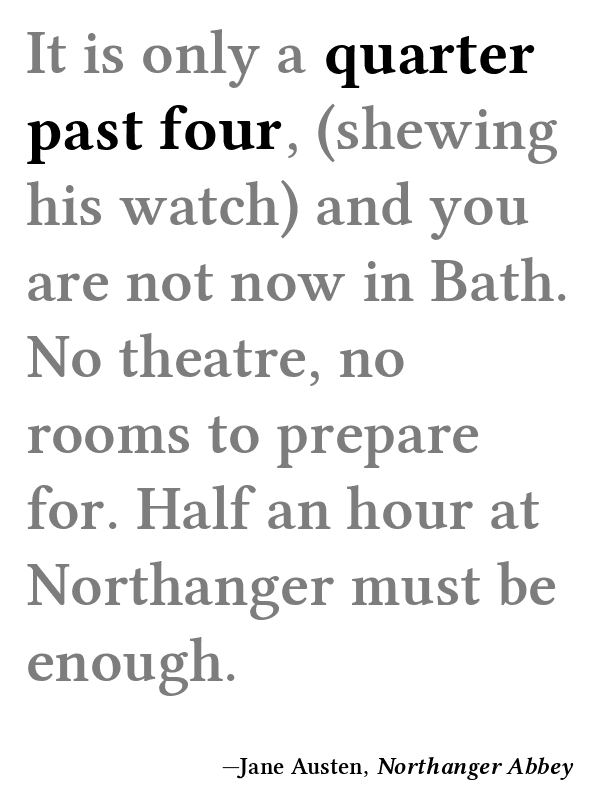 It is only a quarter
past four, (shewing
his watch) and you
are not now in Bath.
No theatre, no
rooms to prepare
for. Half an hour at
Northanger must be
enough.
—Jane Austen, Northanger Abbey